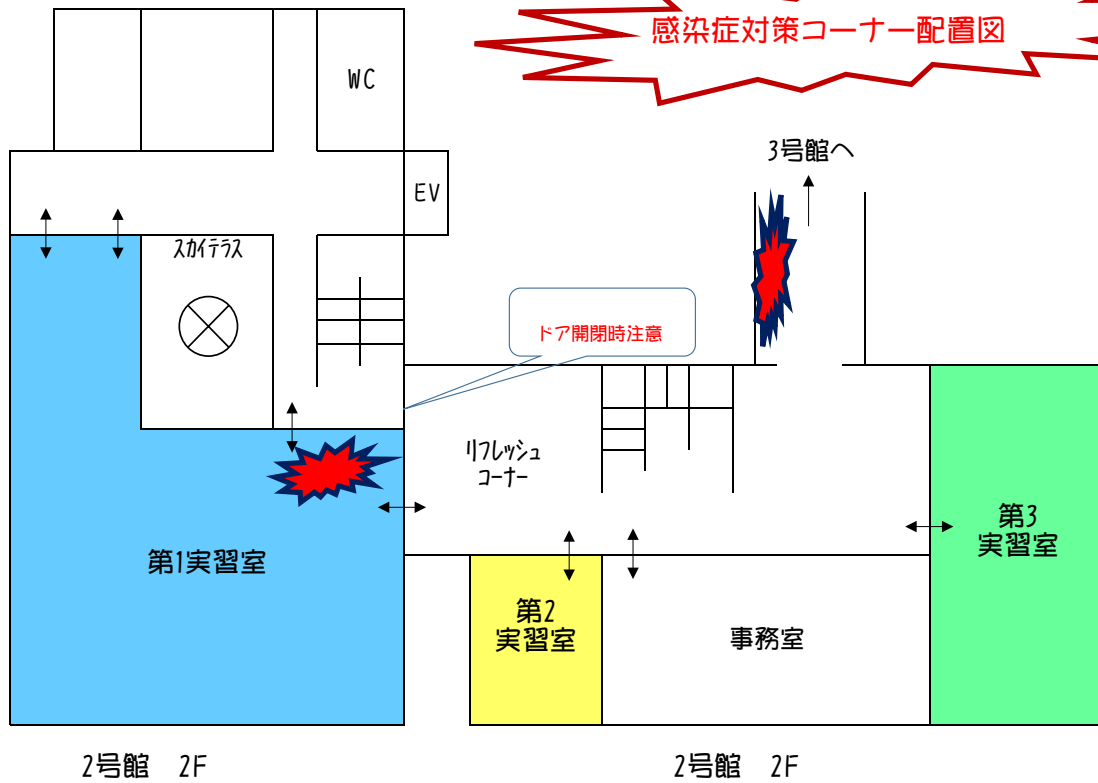 感染症対策コーナー配置図
WC
3号館へ
EV
スカイテラス
ドア開閉時注意
リフレッシュ
コーナー
第1実習室
第2
実習室
事務室
第3
実習室
2号館 2F
2号館 2F